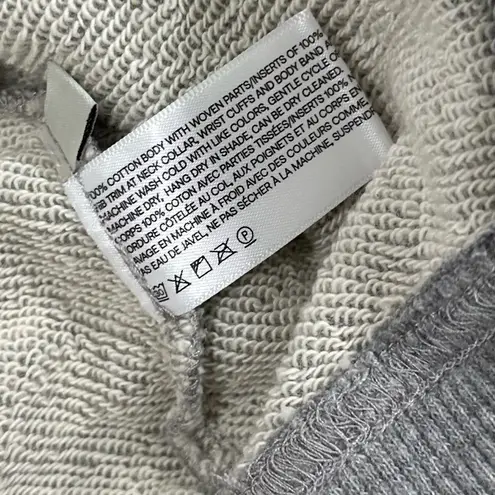 100% COTTON BODY WITH WOVEN PARTS/INSERTS OF 100%
TRIM AT NECK COLLAR, WRIST CUFFS AND BODY BAND
MACHINE WASH COLD WITH LIKE COLORS, GENTLE CYCLE
MACHINE DRY, HANG DRY IN SHADE, CAN BE DRY CLEANED
CORPS 100% COTON AVEC PARTIES TISSÉES/INSERTS 100%
BORDURE CÔTELÉE AU COL, AUX POIGNETS ET AU CORPS EN
LAVAGE EN MACHINE À FROID AVEC DES COULEURS COMME
PAS EAU DE JAVEL, NE PAS SÉCHER À LA MACHINE SUSPEND
P